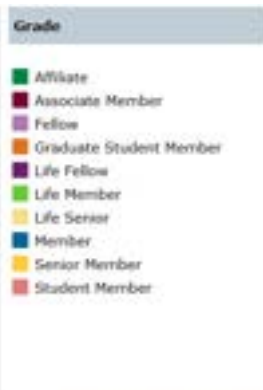 Grade
Affiliate
Associate Member
Fellow
Graduate Student Member
Life Fellow
Life Member
Life Senior
Member
Senior Member
Student Member